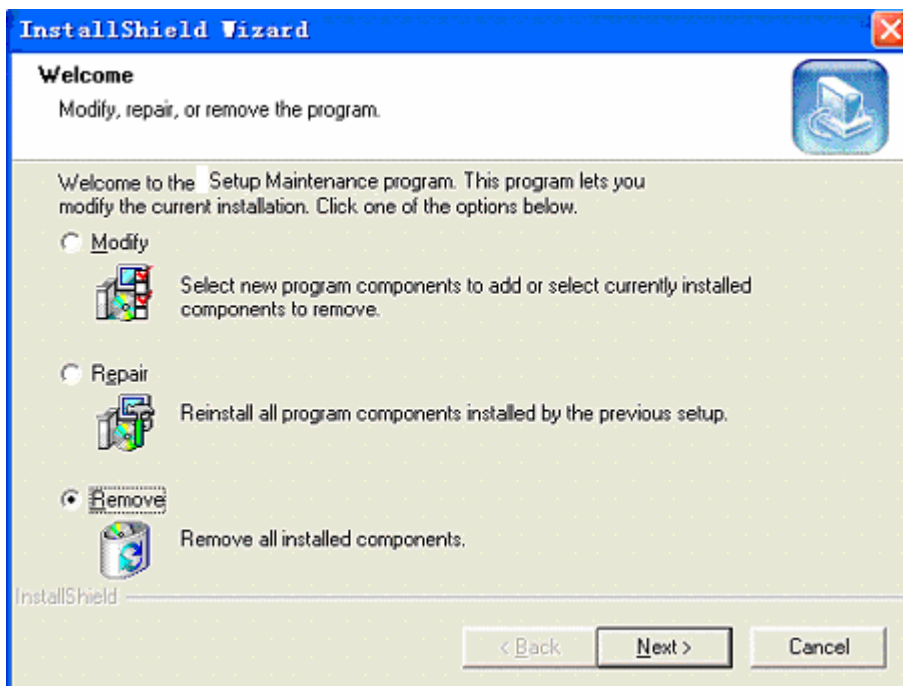 InstallShield Wizard
Welcome
Modify, repair, or remove the program.
Welcome to the Setup Maintenance program. This program lets you
modify the current installation. Click one of the options below.
Modify
Select new program components to add or select currently installed
components to remove.
Repair
Reinstall all program components installed by the previous setup.
Remove
Remove all installed components.
InstallShield
< Back
Next >
Cancel